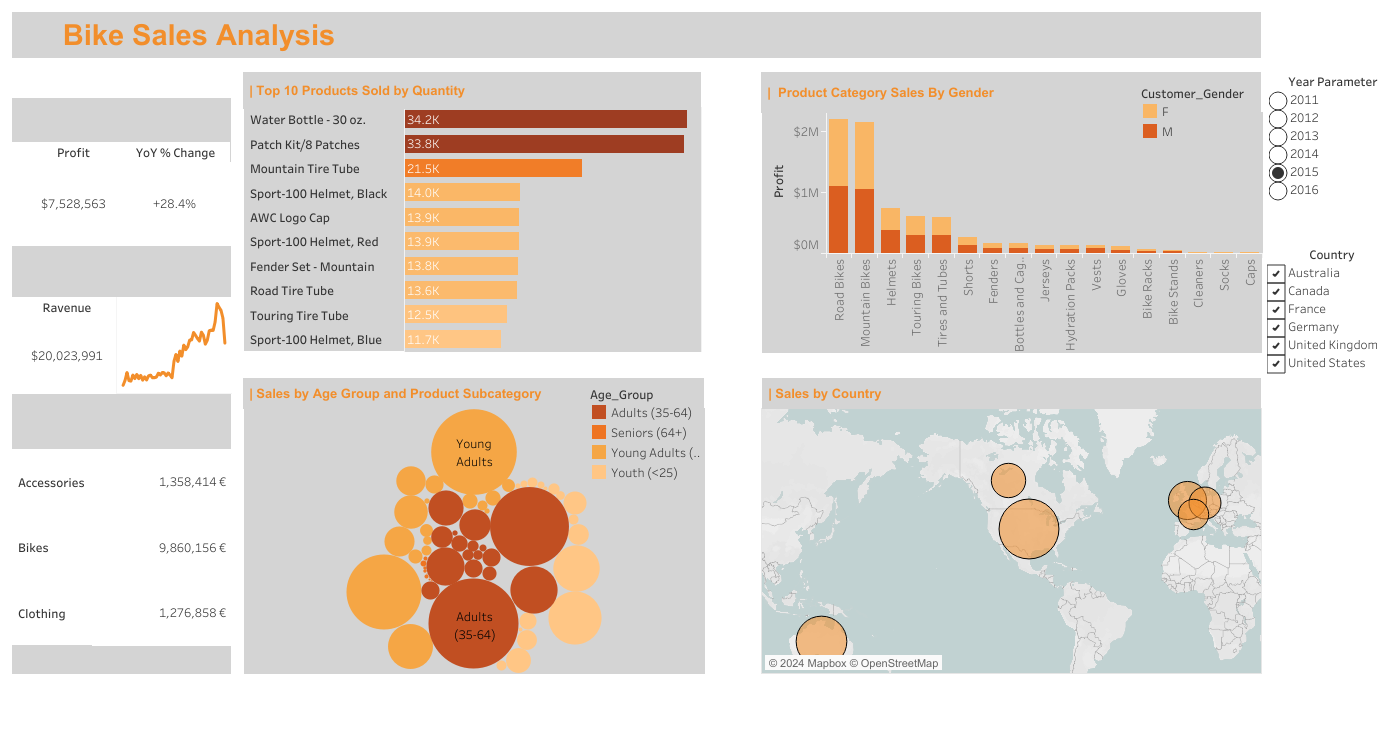 Bike Sales Analysis
Profit
YoY % Change
$7,528,563
+28.4%
Ravenue
$20,023,991
Accessories
1,358,414 €
Bikes
9,860,156 €
Clothing
1,276,858 €
| Top 10 Products Sold by Quantity
Water Bottle - 30 oz.
34.2K
Patch Kit/8 Patches
33.8K
Mountain Tire Tube
21.5K
Sport-100 Helmet, Black
14.0K
AWC Logo Cap
13.9K
Sport-100 Helmet, Red
13.9K
Fender Set - Mountain
13.8K
Road Tire Tube
13.6K
Touring Tire Tube
12.5K
Sport-100 Helmet, Blue
11.7K
| Product Category Sales By Gender
Customer_Gender
F
M
Profit
$2M
$1M
$0M
Road Bikes
Mountain Bikes
Helmets
Touring Bikes
Tires and Tubes
Shorts
Fenders
Bottles and Cag..
Jerseys
Hydration Packs
Vests
Gloves
Bike Racks
Bike Stands
Cleaners
Socks
Caps
Year Parameter
2011
2012
2013
2014
2015
2016
Country
Australia
Canada
France
Germany
United Kingdom
United States
| Sales by Age Group and Product Subcategory
Age_Group
Adults (35-64)
Seniors (64+)
Young Adults (..
Youth (<25)
Young
Adults
Adults
(35-64)
| Sales by Country
© 2024 Mapbox © OpenStreetMap